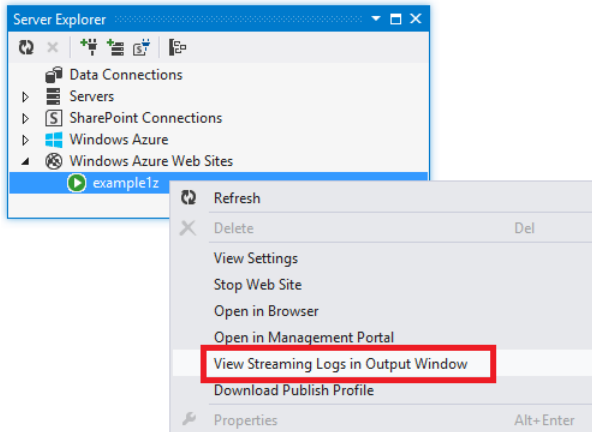 Server Explorer
Data Connections
Servers
SharePoint Connections
Windows Azure
Windows Azure Web Sites
example1z
Refresh
Delete Del
View Settings
Stop Web Site
Open in Browser
Open in Management Portal
View Streaming Logs in Output Window
Download Publish Profile
Properties Alt+Enter